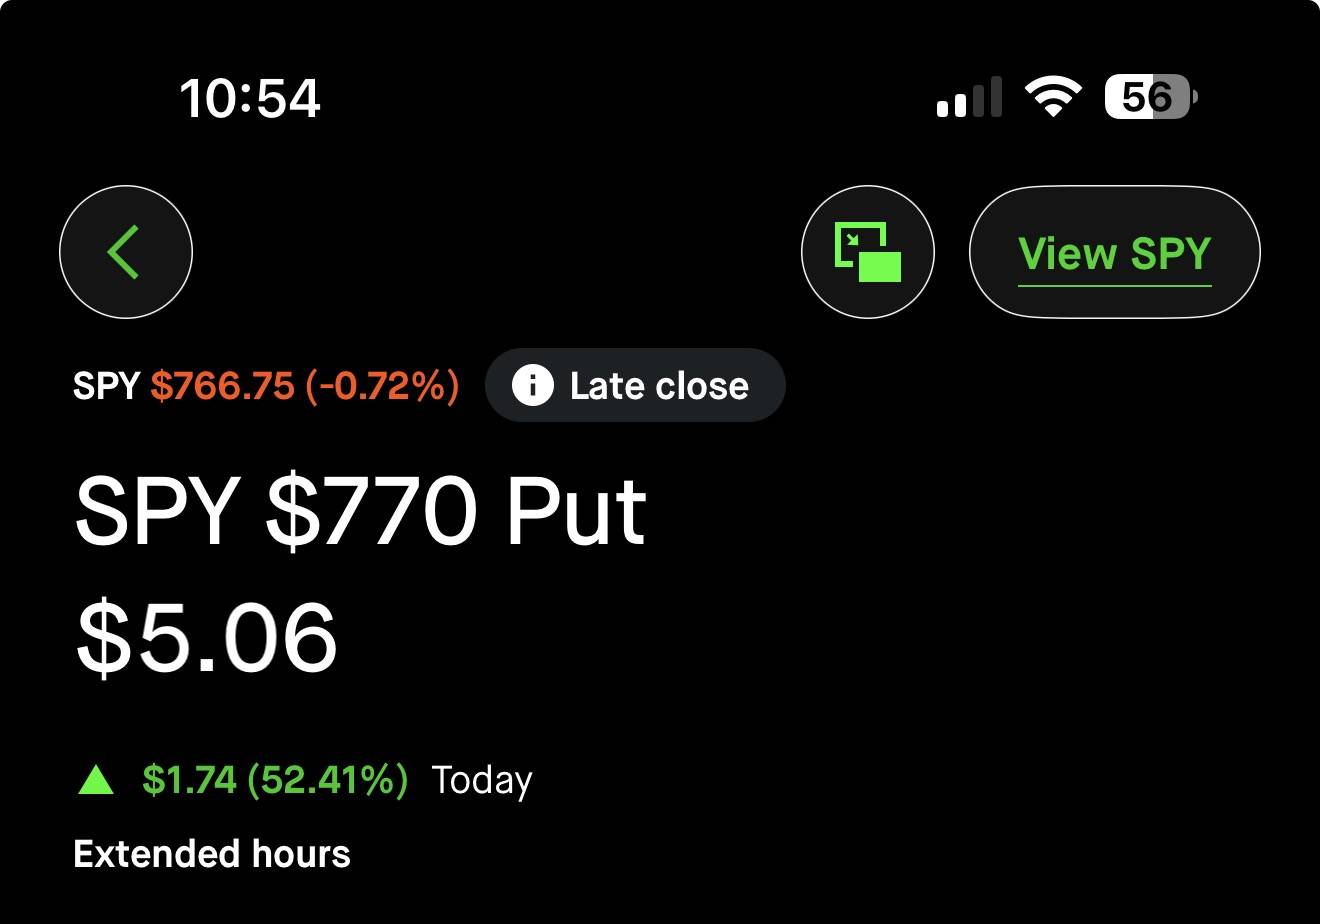 10:54 56
View SPY
SPY $766.75 (-0.72%) Late close
SPY $770 Put
$5.06
$1.74 (52.41%) Today
Extended hours